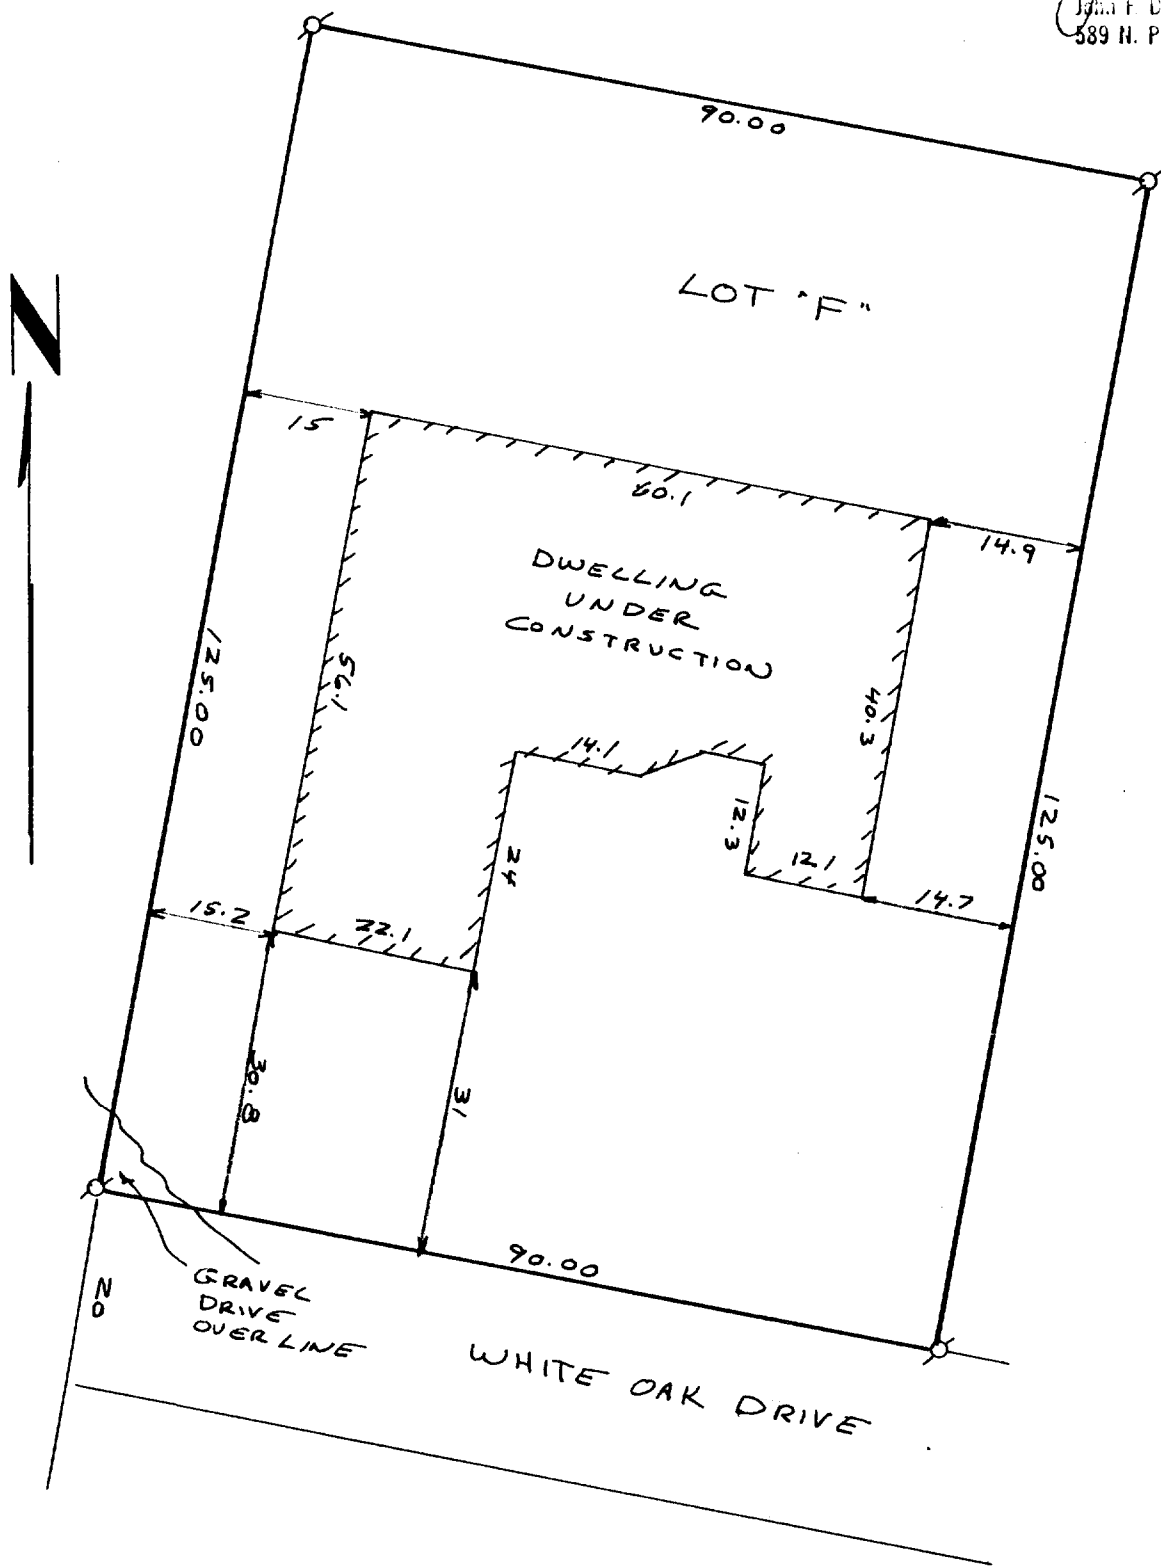 589 N. P
90.00
LOT "F"
N
15
60.1
14.9
DWELLING
UNDER
CONSTRUCTION
125.00
56.1
40.3
14.1
12.3
125.00
24
12.1
14.7
15.2
22.1
30.8
31
90.00
20
GRAVEL
DRIVE
OVER LINE
WHITE OAK DRIVE